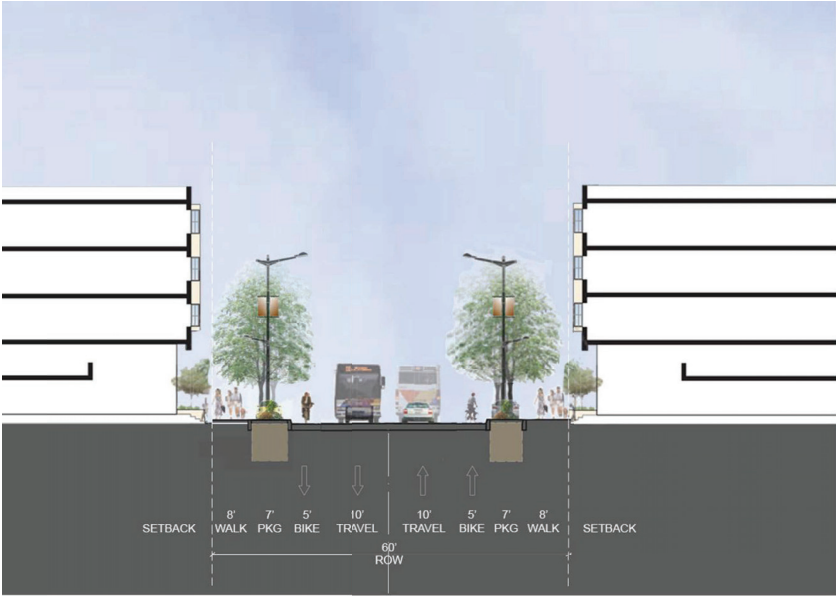 8' 7' 5' 10' 10' 5' 7' 8'
SETBACK WALK PKG BIKE TRAVEL TRAVEL BIKE PKG WALK SETBACK
60'
ROW